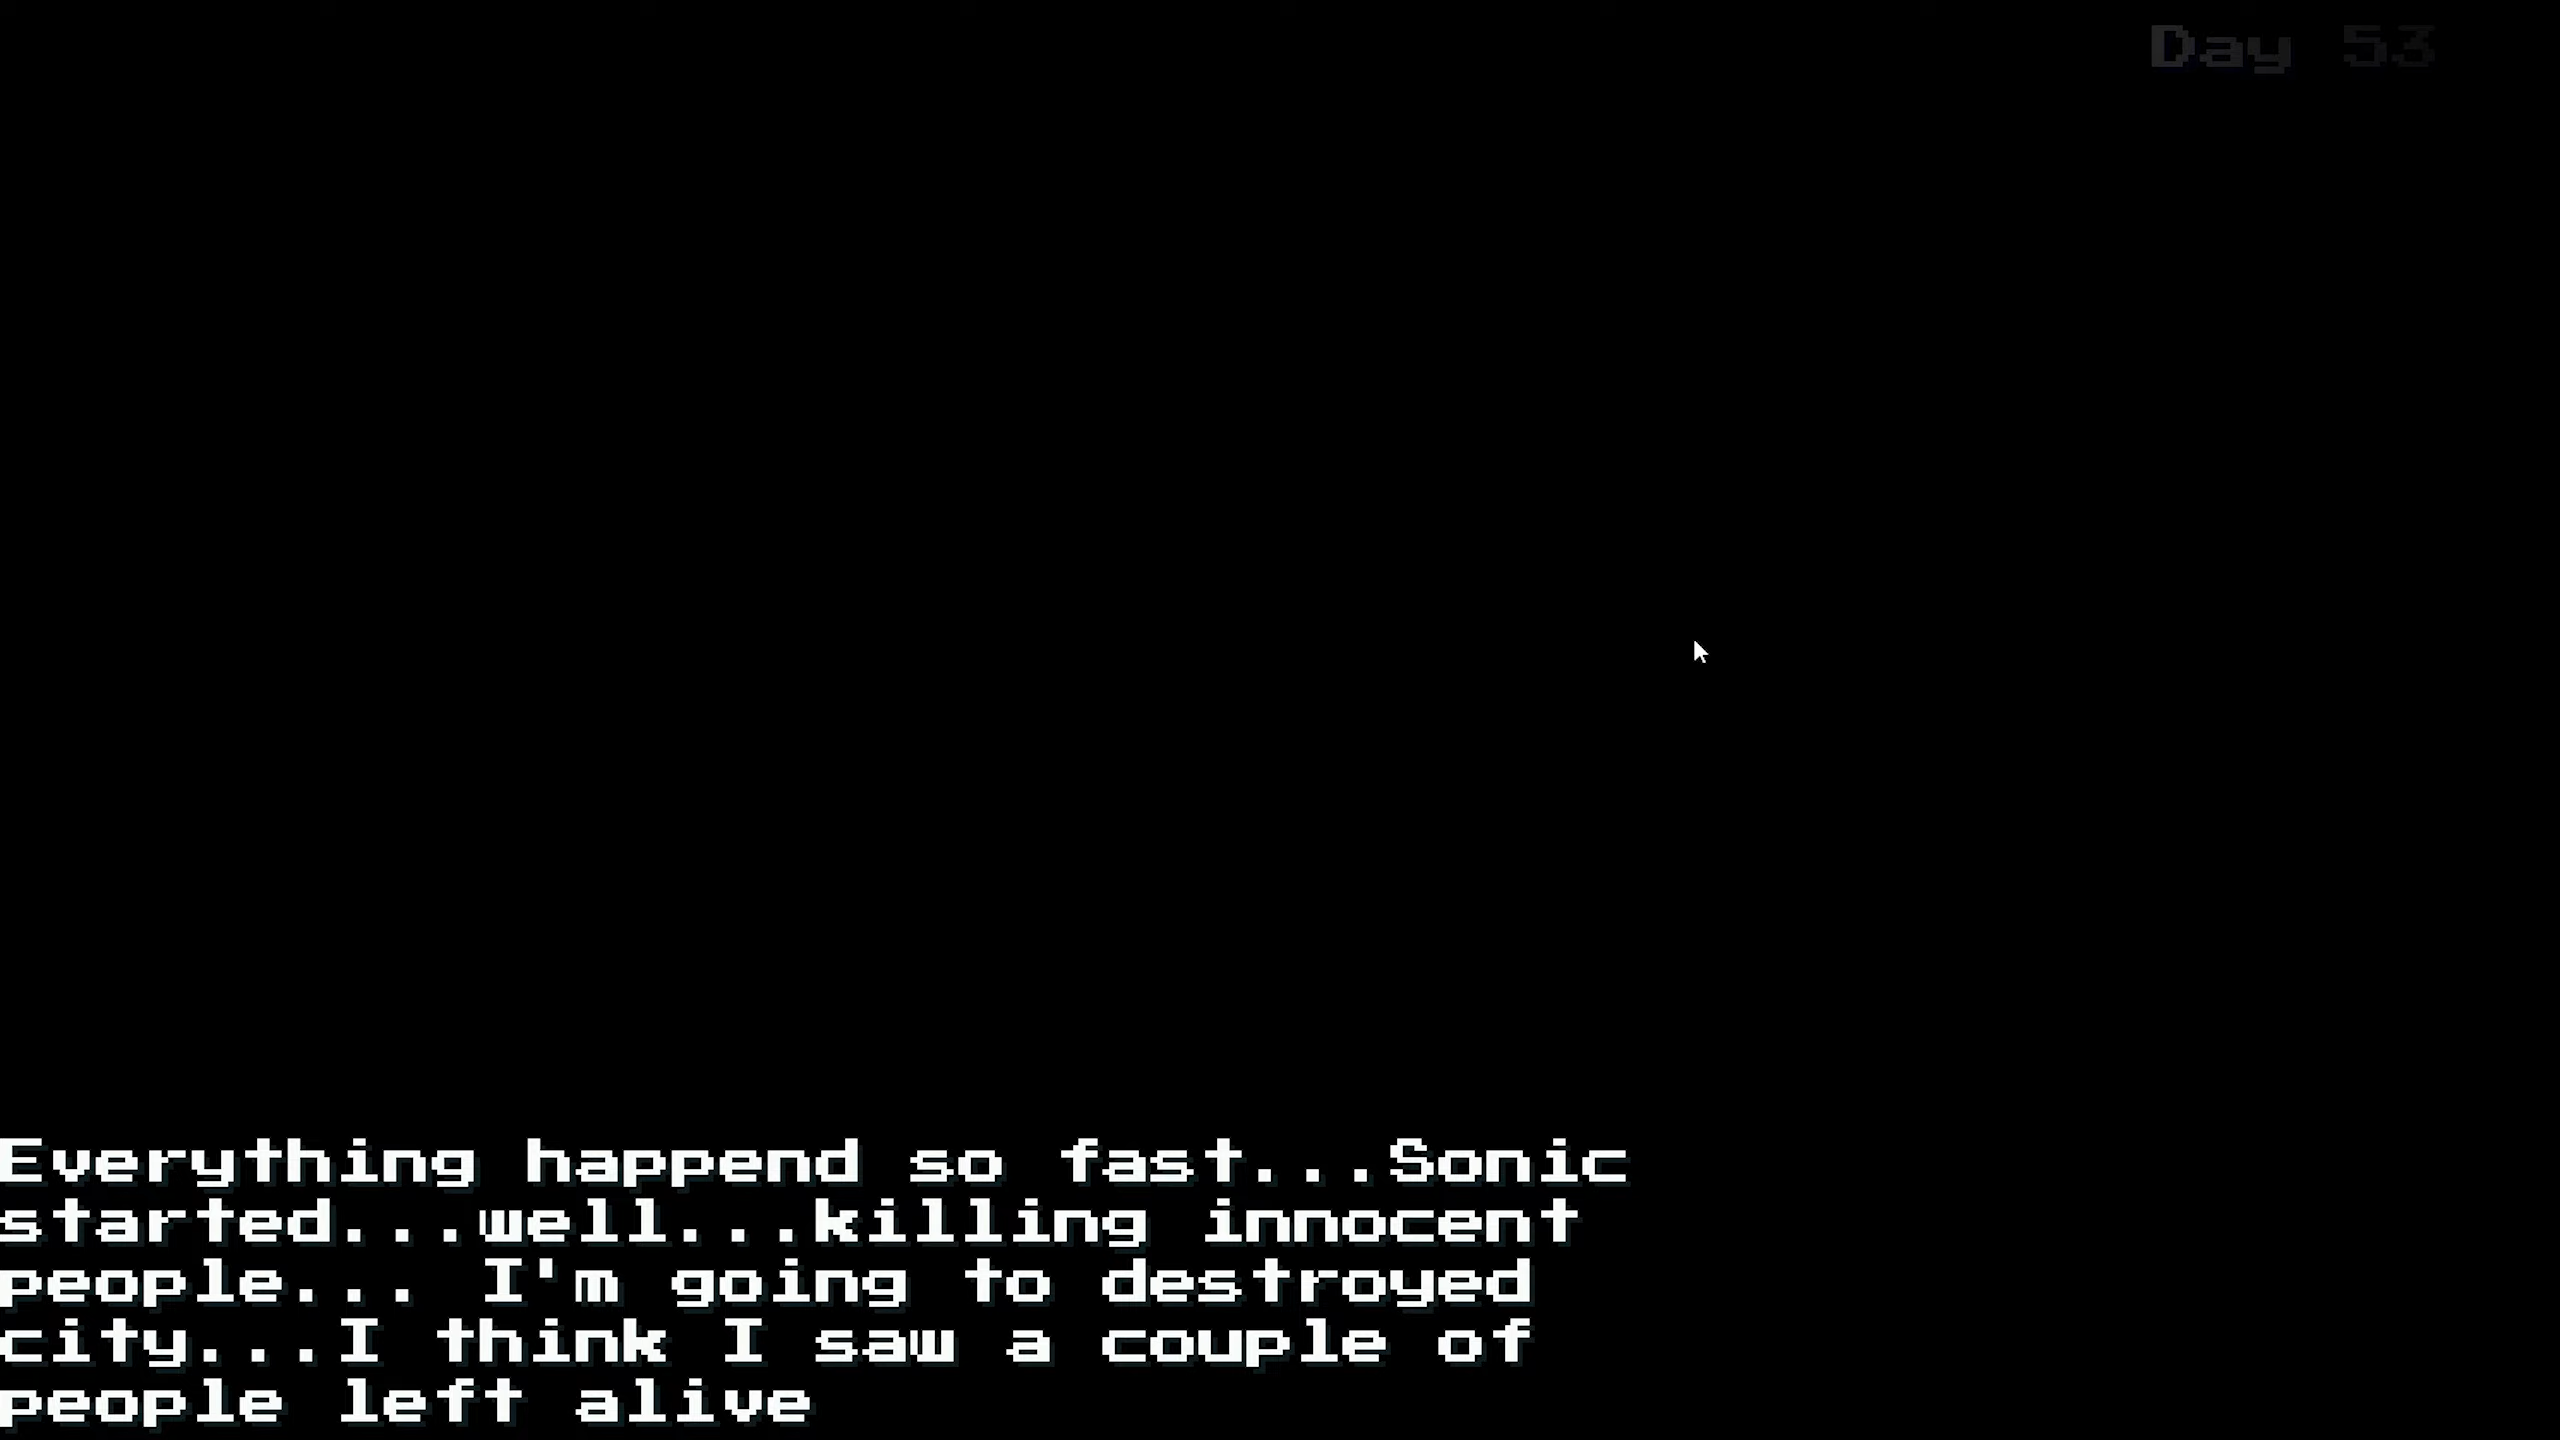 Day 53
Everything happend so fast...Sonic
started...well...killing innocent
people... I'm going to destroyed
city...I think I saw a couple of
people left alive